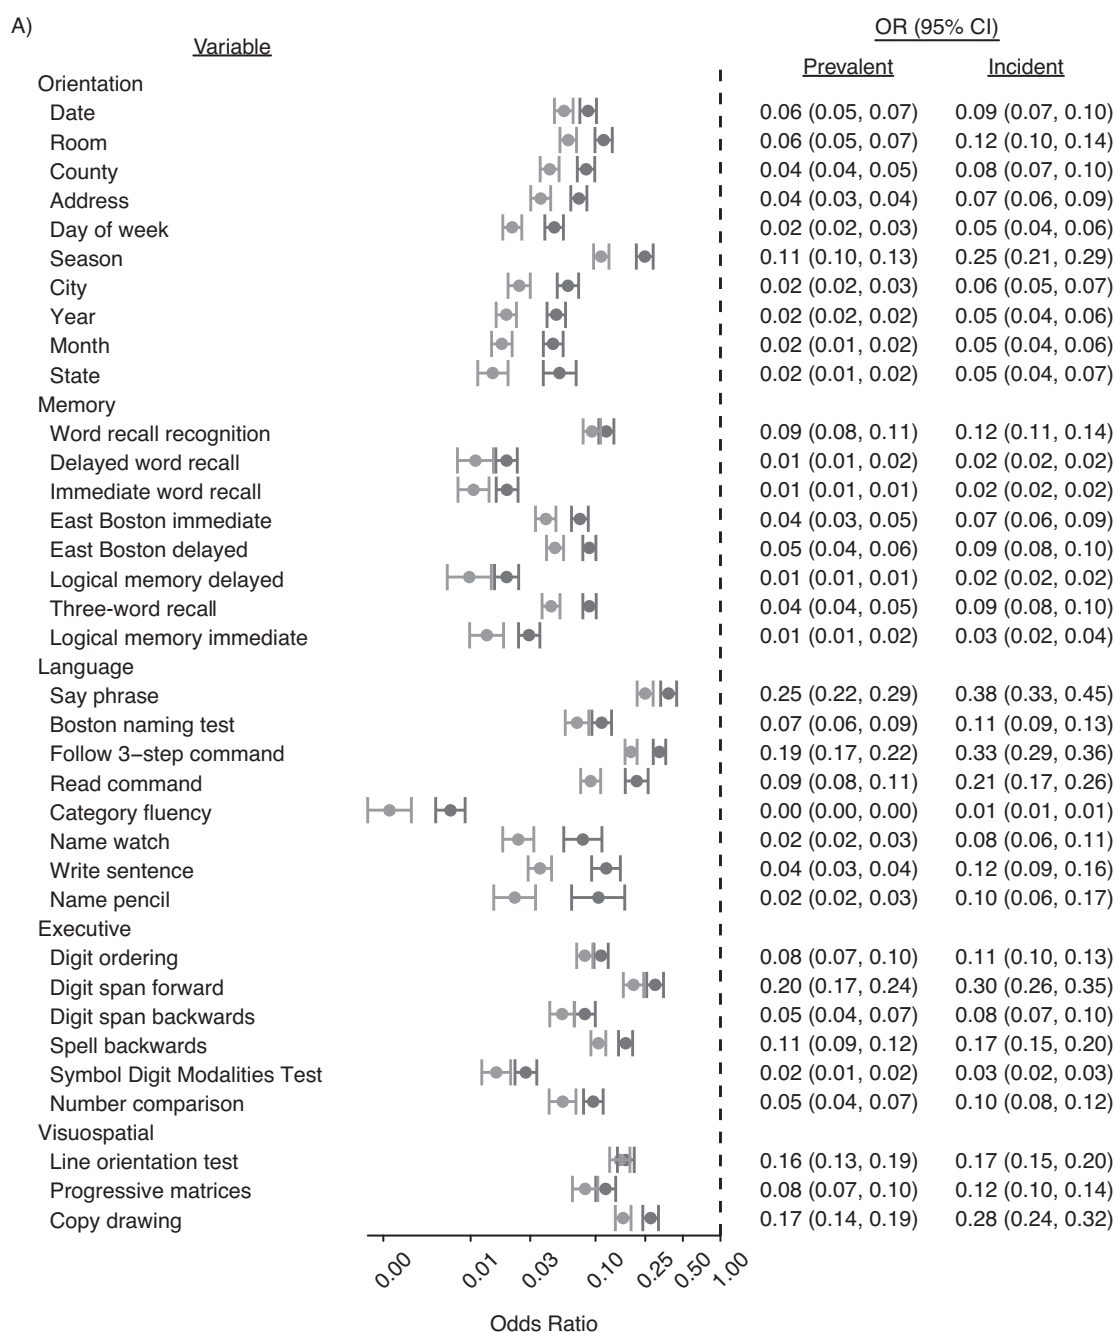 A)
Variable OR (95% CI)
Prevalent Incident
Orientation
Date 0.06 (0.05, 0.07) 0.09 (0.07, 0.10)
Room 0.06 (0.05, 0.07) 0.12 (0.10, 0.14)
County 0.04 (0.04, 0.05) 0.08 (0.07, 0.10)
Address 0.04 (0.03, 0.04) 0.07 (0.06, 0.09)
Day of week 0.02 (0.02, 0.03) 0.05 (0.04, 0.06)
Season 0.11 (0.10, 0.13) 0.25 (0.21, 0.29)
City 0.02 (0.02, 0.03) 0.06 (0.05, 0.07)
Year 0.02 (0.02, 0.02) 0.05 (0.04, 0.06)
Month 0.02 (0.01, 0.02) 0.05 (0.04, 0.06)
State 0.02 (0.01, 0.02) 0.05 (0.04, 0.07)
Memory
Word recall recognition 0.09 (0.08, 0.11) 0.12 (0.11, 0.14)
Delayed word recall 0.01 (0.01, 0.02) 0.02 (0.02, 0.02)
Immediate word recall 0.01 (0.01, 0.01) 0.02 (0.02, 0.02)
East Boston immediate 0.04 (0.03, 0.05) 0.07 (0.06, 0.09)
East Boston delayed 0.05 (0.04, 0.06) 0.09 (0.08, 0.10)
Logical memory delayed 0.01 (0.01, 0.01) 0.02 (0.02, 0.02)
Three-word recall 0.04 (0.04, 0.05) 0.09 (0.08, 0.10)
Logical memory immediate 0.01 (0.01, 0.02) 0.03 (0.02, 0.04)
Language
Say phrase 0.25 (0.22, 0.29) 0.38 (0.33, 0.45)
Boston naming test 0.07 (0.06, 0.09) 0.11 (0.09, 0.13)
Follow 3−step command 0.19 (0.17, 0.22) 0.33 (0.29, 0.36)
Read command 0.09 (0.08, 0.11) 0.21 (0.17, 0.26)
Category fluency 0.00 (0.00, 0.00) 0.01 (0.01, 0.01)
Name watch 0.02 (0.02, 0.03) 0.08 (0.06, 0.11)
Write sentence 0.04 (0.03, 0.04) 0.12 (0.09, 0.16)
Name pencil 0.02 (0.02, 0.03) 0.10 (0.06, 0.17)
Executive
Digit ordering 0.08 (0.07, 0.10) 0.11 (0.10, 0.13)
Digit span forward 0.20 (0.17, 0.24) 0.30 (0.26, 0.35)
Digit span backwards 0.05 (0.04, 0.07) 0.08 (0.07, 0.10)
Spell backwards 0.11 (0.09, 0.12) 0.17 (0.15, 0.20)
Symbol Digit Modalities Test 0.02 (0.01, 0.02) 0.03 (0.02, 0.03)
Number comparison 0.05 (0.04, 0.07) 0.10 (0.08, 0.12)
Visuospatial
Line orientation test 0.16 (0.13, 0.19) 0.17 (0.15, 0.20)
Progressive matrices 0.08 (0.07, 0.10) 0.12 (0.10, 0.14)
Copy drawing 0.17 (0.14, 0.19) 0.28 (0.24, 0.32)
0.00 0.01 0.03 0.10 0.25 0.50 1.00
Odds Ratio